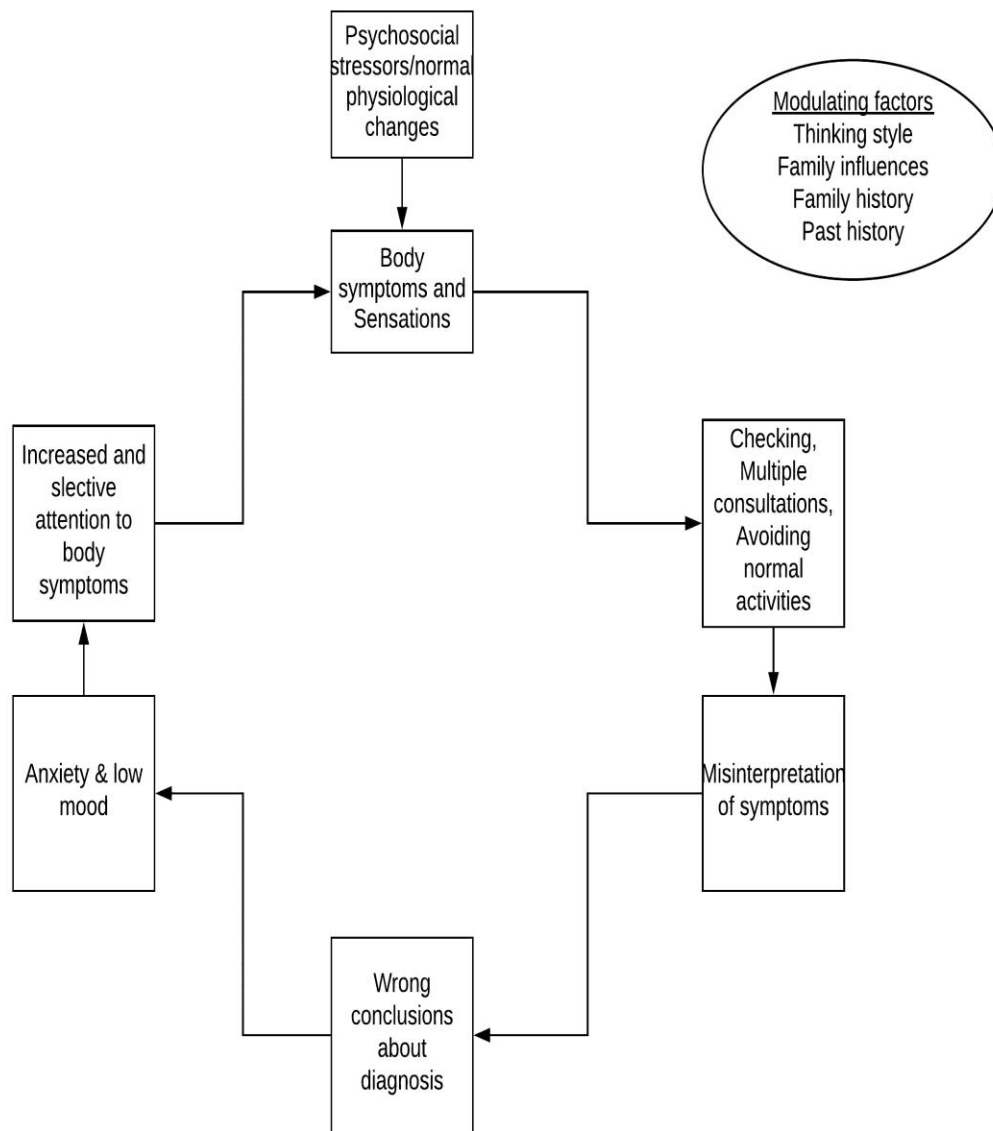 Psychosocial
stressors/normal
physiological
changes
Modulating factors
Thinking style
Family influences
Family history
Past history
Body
symptoms and
Sensations
Increased and
slective
attention to
body
symptoms
Checking,
Multiple
consultations,
Avoiding
normal
activities
Anxiety & low
mood
Misinterpretation
of symptoms
Wrong
conclusions
about
diagnosis